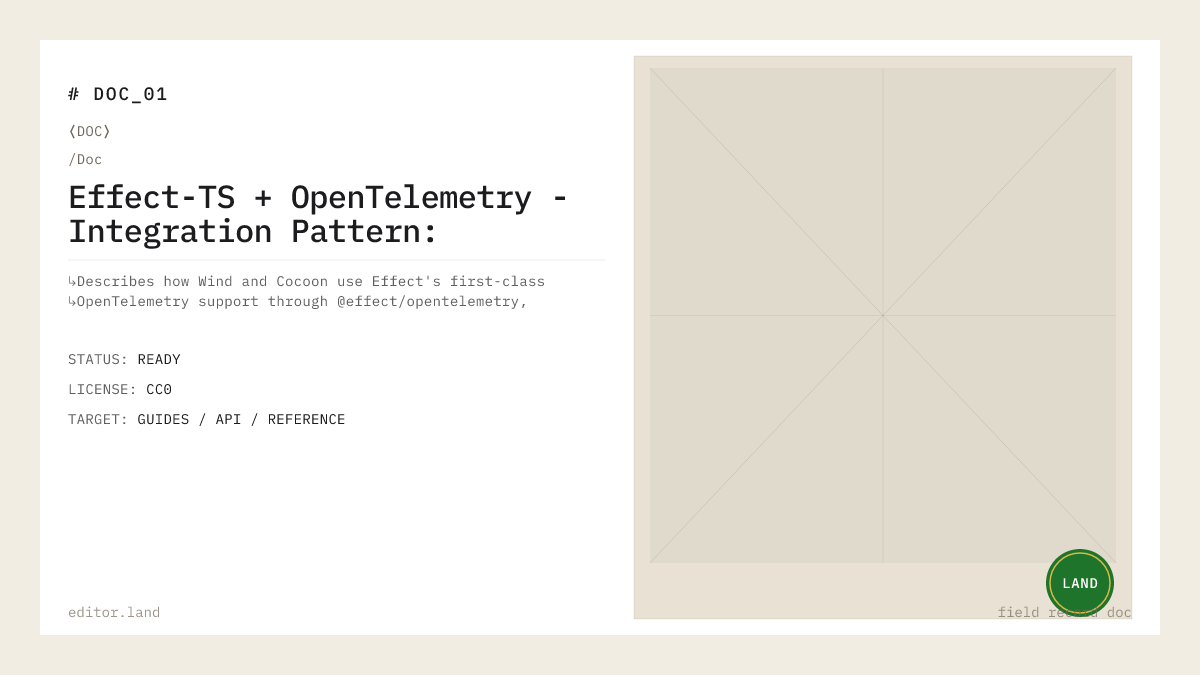 # DOC_01
⟨DOC⟩
/Doc
Effect-TS + OpenTelemetry -
Integration Pattern:
↳Describes how Wind and Cocoon use Effect's first-class
↳OpenTelemetry support through @effect/opentelemetry,
STATUS: READY
LICENSE: CC0
TARGET: GUIDES / API / REFERENCE
LAND
editor.land
field record doc